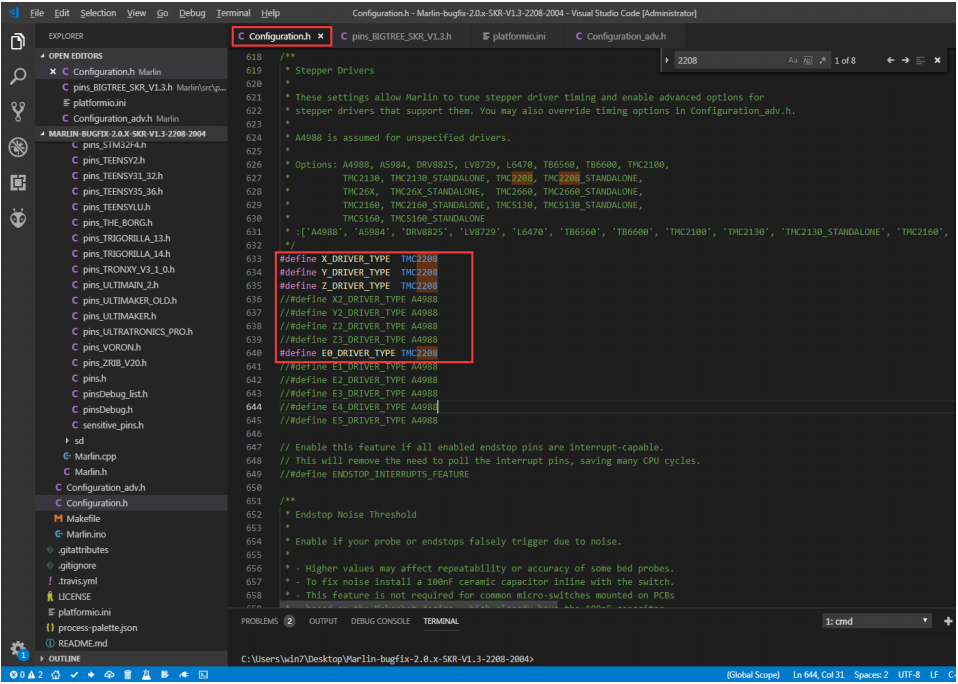 File Edit Selection View Go Debug Terminal Help Configuration.h - Marlin-bugfix-2.0.x-SKR-V1.3-2208-2004 - Visual Studio Code [Administrator]
EXPLORER
OPEN EDITORS
Configuration.h Marlin
pins_BIGTREE_SKR_V1.3.h Marlin\src\p...
platformio.ini
Configuration_adv.h Marlin
MARLIN-BUGFIX-2.0.X-SKR-V1.3-2208-2004
pins_STM32F4.h
pins_TEENSY2.h
pins_TEENSY31_32.h
pins_TEENSY35_36.h
pins_TEENSYLU.h
pins_THE_BORG.h
pins_TRIGORILLA_13.h
pins_TRIGORILLA_14.h
pins_TRONXY_V3_1_0.h
pins_ULTIMAIN_2.h
pins_ULTIMAKER_OLD.h
pins_ULTIMAKER.h
pins_ULTRATRONICS_PRO.h
pins_VORON.h
pins_ZRIB_V20.h
pins.h
pinsDebug_list.h
pinsDebug.h
sensitive_pins.h
sd
Marlin.cpp
Marlin.h
Configuration_adv.h
Configuration.h
Makefile
Marlin.ino
.gitattributes
.gitignore
.travis.yml
LICENSE
platformio.ini
process-palette.json
README.md
OUTLINE
Configuration.h × pins_BIGTREE_SKR_V1.3.h platformio.ini Configuration_adv.h
2208 Aa Abl .* 1 of 8
618 /**
619 * Stepper Drivers
620 *
621 * These settings allow Marlin to tune stepper driver timing and enable advanced options for
622 * stepper drivers that support them. You may also override timing options in Configuration_adv.h.
623 *
624 * A4988 is assumed for unspecified drivers.
625 *
626 * Options: A4988, A5984, DRV8825, LV8729, L6470, TB6560, TB6600, TMC2100,
627 * TMC2130, TMC2130_STANDALONE, TMC2208, TMC2208_STANDALONE,
628 * TMC26X, TMC26X_STANDALONE, TMC2660, TMC2660_STANDALONE,
629 * TMC2160, TMC2160_STANDALONE, TMC5130, TMC5130_STANDALONE,
630 * TMC5160, TMC5160_STANDALONE
631 * :['A4988', 'A5984', 'DRV8825', 'LV8729', 'L6470', 'TB6560', 'TB6600', 'TMC2100', 'TMC2130', 'TMC2130_STANDALONE', 'TMC2160',
632 */
633 #define X_DRIVER_TYPE TMC2208
634 #define Y_DRIVER_TYPE TMC2208
635 #define Z_DRIVER_TYPE TMC2208
636 //#define X2_DRIVER_TYPE A4988
637 //#define Y2_DRIVER_TYPE A4988
638 //#define Z2_DRIVER_TYPE A4988
639 //#define Z3_DRIVER_TYPE A4988
640 #define E0_DRIVER_TYPE TMC2208
641 //#define E1_DRIVER_TYPE A4988
642 //#define E2_DRIVER_TYPE A4988
643 //#define E3_DRIVER_TYPE A4988
644 //#define E4_DRIVER_TYPE A4988
645 //#define E5_DRIVER_TYPE A4988
646
647 // Enable this feature if all enabled endstop pins are interrupt-capable.
648 // This will remove the need to poll the interrupt pins, saving many CPU cycles.
649 //#define ENDSTOP_INTERRUPTS_FEATURE
650
651 /**
652 * Endstop Noise Threshold
653 *
654 * Enable if your probe or endstops falsely trigger due to noise.
655 *
656 * - Higher values may affect repeatability or accuracy of some bed probes.
657 * - To fix noise install a 100nF ceramic capacitor inline with the switch.
658 * - This feature is not required for common micro-switches mounted on PCBs
PROBLEMS 2 OUTPUT DEBUG CONSOLE TERMINAL 1: cmd
C:\Users\win7\Desktop\Marlin-bugfix-2.0.x-SKR-V1.3-2208-2004>
1
0 2 (Global Scope) Ln 644, Col 31 Spaces: 2 UTF-8 LF